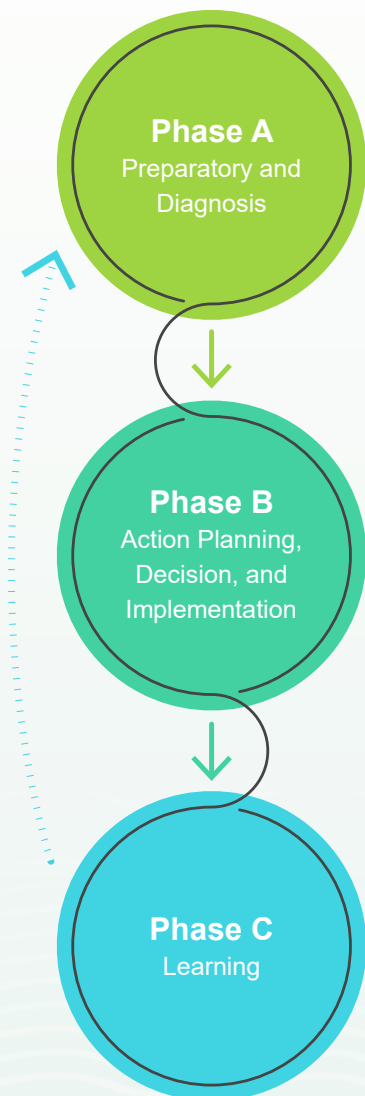 Phase A
Preparatory and
Diagnosis
Phase B
Action Planning,
Decision, and
Implementation
Phase C
Learning